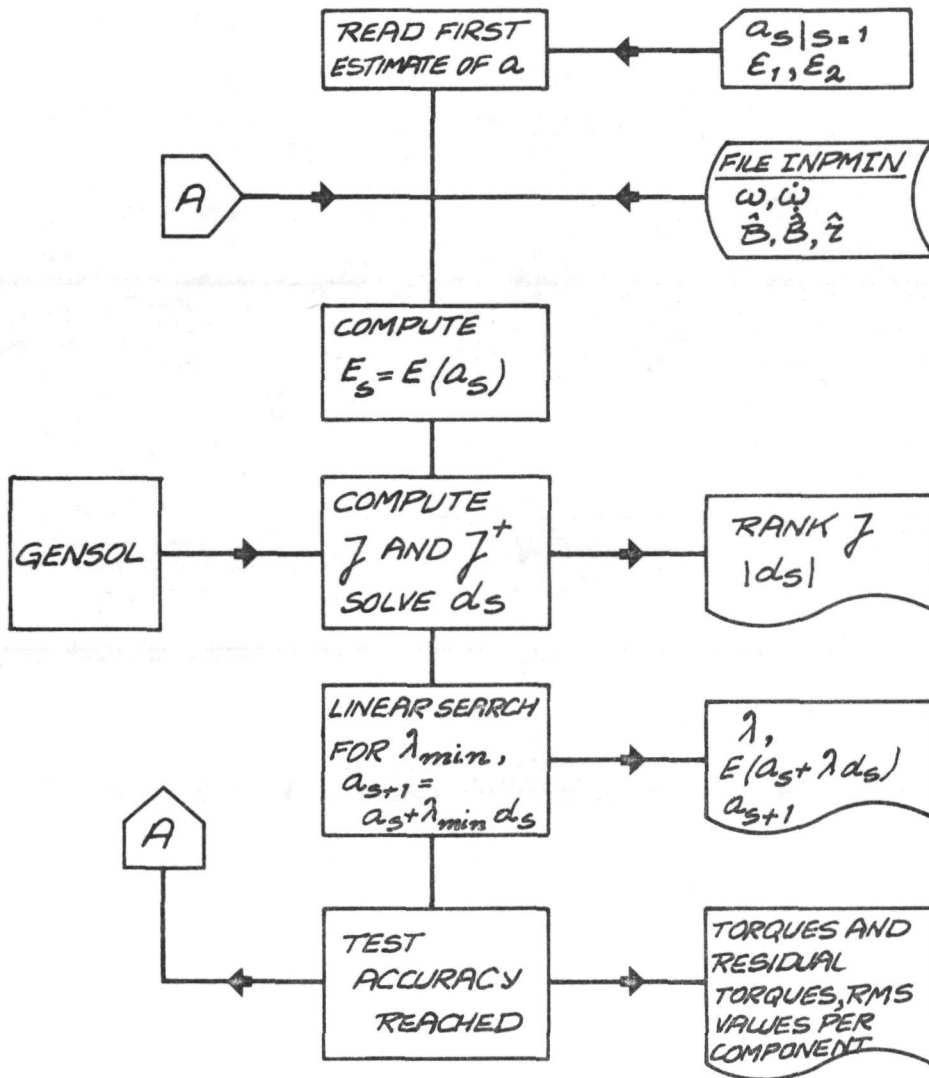 READ FIRST
ESTIMATE OF a
a_s|s=1
ε_1, ε_2
A
FILE INPMIN
ω, ω̇
B̂, B̂̇, τ̂
COMPUTE
E_s = E(a_s)
GENSOL
COMPUTE
J AND J⁺
SOLVE d_s
RANK J
|d_s|
LINEAR SEARCH
FOR λ_min,
a_{s+1} =
a_s + λ_min d_s
λ,
E(a_s + λ d_s)
a_{s+1}
A
TEST
ACCURACY
REACHED
TORQUES AND
RESIDUAL
TORQUES, RMS
VALUES PER
COMPONENT